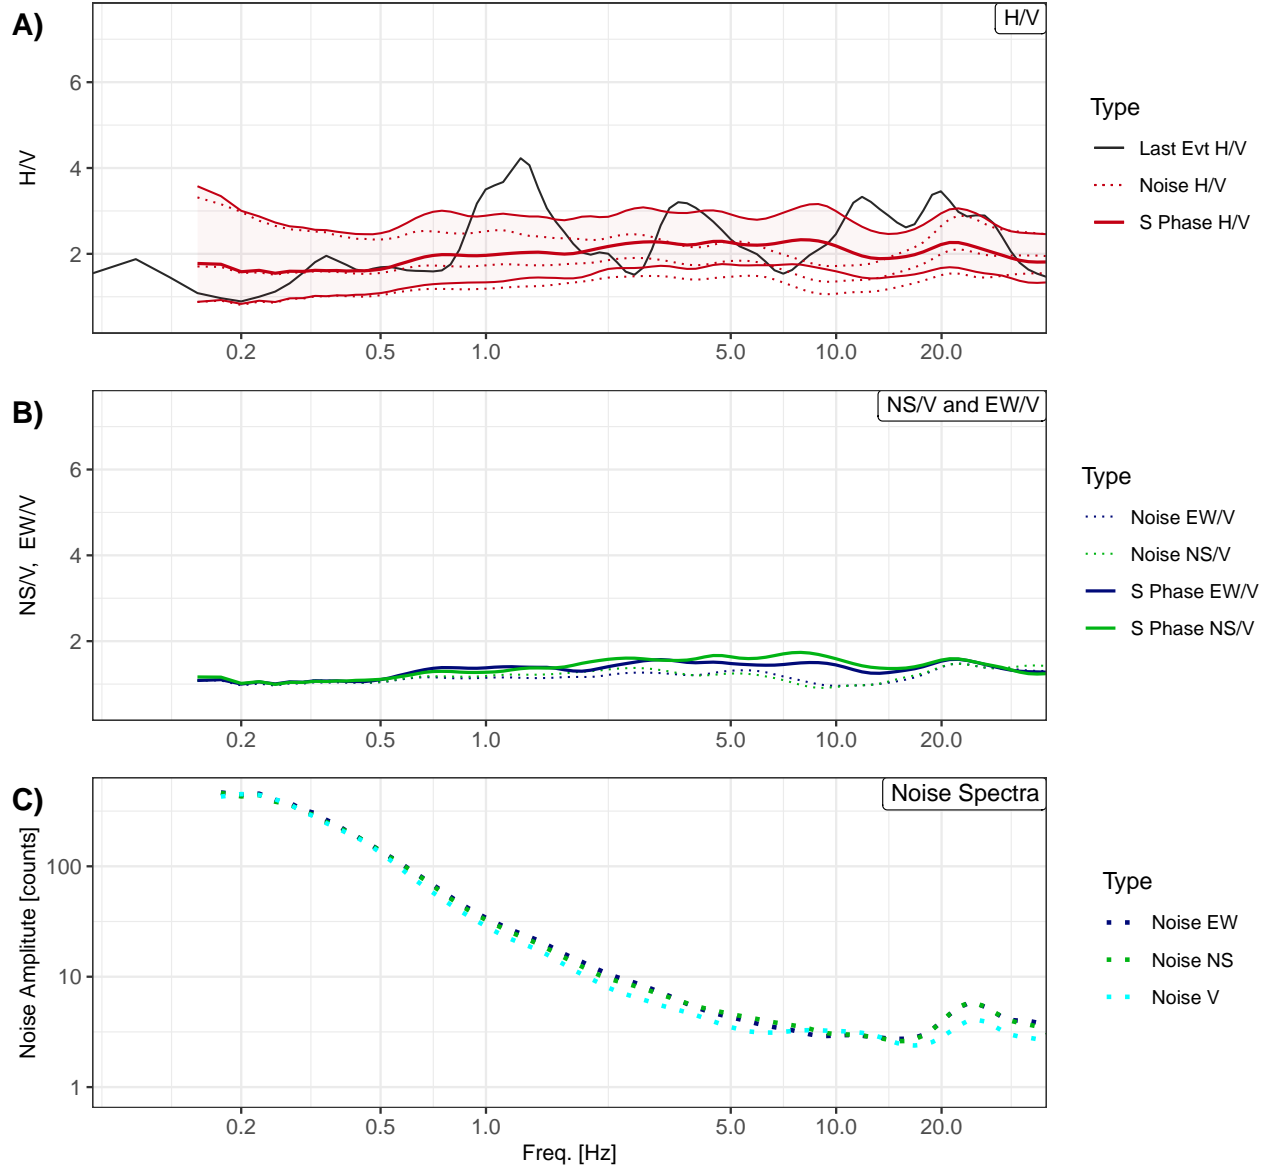 A)
H/V
6
4
2
H/V
0.2 0.5 1.0 5.0 10.0 20.0
Type
Last Evt H/V
Noise H/V
S Phase H/V
B)
NS/V and EW/V
6
4
2
NS/V, EW/V
0.2 0.5 1.0 5.0 10.0 20.0
Type
Noise EW/V
Noise NS/V
S Phase EW/V
S Phase NS/V
C)
Noise Spectra
100
10
1
Noise Amplitute [counts]
0.2 0.5 1.0 5.0 10.0 20.0
Freq. [Hz]
Type
Noise EW
Noise NS
Noise V